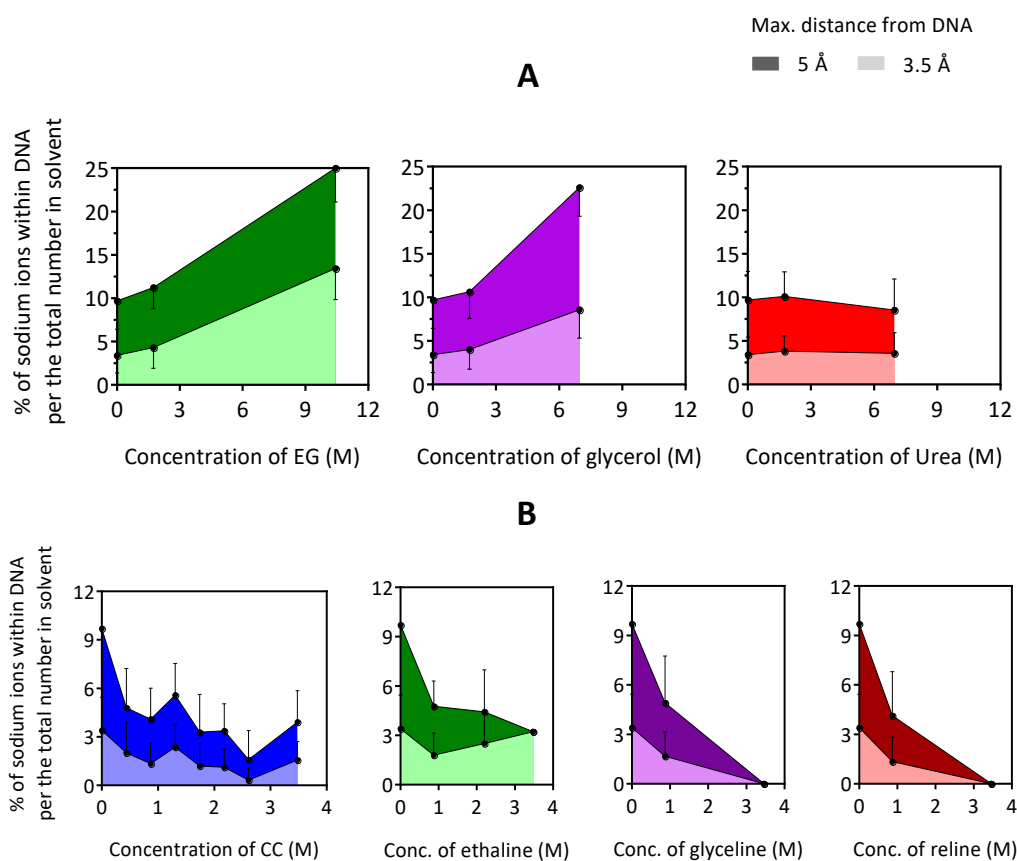 Max. distance from DNA
5 Å 3.5 Å
A
% of sodium ions within DNA
per the total number in solvent
25
20
15
10
5
0
0 3 6 9 12
Concentration of EG (M)
25
20
15
10
5
0
0 3 6 9 12
Concentration of glycerol (M)
25
20
15
10
5
0
0 3 6 9 12
Concentration of Urea (M)
B
% of sodium ions within DNA
per the total number in solvent
12
9
6
3
0
0 1 2 3 4
Concentration of CC (M)
12
9
6
3
0
0 1 2 3 4
Conc. of ethaline (M)
12
9
6
3
0
0 1 2 3 4
Conc. of glyceline (M)
12
9
6
3
0
0 1 2 3 4
Conc. of reline (M)